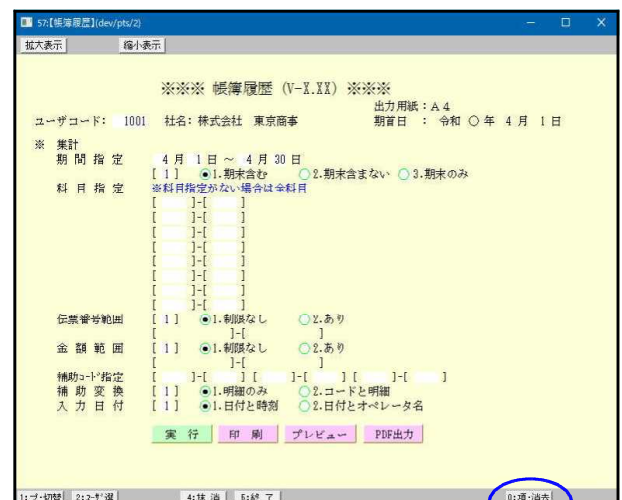 57:【帳簿履歴】(dev/pts/2)
拡大表示 縮小表示
※※※ 帳簿履歴 (V-X.XX) ※※※
出力用紙：A4
ユーザコード： 1001 社名：株式会社 東京商事 期首日 ： 令和 〇年 4月 1日
※ 集計
期間指定 4月 1日～ 4月30日
[ 1] 1.期末含む 2.期末含まない 3.期末のみ
科目指定 ※科目指定がない場合は全科目
[ ]-[ ]
[ ]-[ ]
[ ]-[ ]
[ ]-[ ]
[ ]-[ ]
[ ]-[ ]
[ ]-[ ]
[ ]-[ ]
伝票番号範囲 [ 1] 1.制限なし 2.あり
[ ]-[ ]
金額範囲 [ 1] 1.制限なし 2.あり
[ ]-[ ]
補助ｺｰﾄﾞ指定 [ ]-[ ] [ ]-[ ] [ ]-[ ]
補助変換 [ 1] 1.明細のみ 2.コードと明細
入力日付 [ 1] 1.日付と時刻 2.日付とオペレータ名
実行 印刷 プレビュー PDF出力
1:ﾌﾟ･切替 2:ﾕｰｻﾞ選 4:抹消 5:終了 0:項･消去